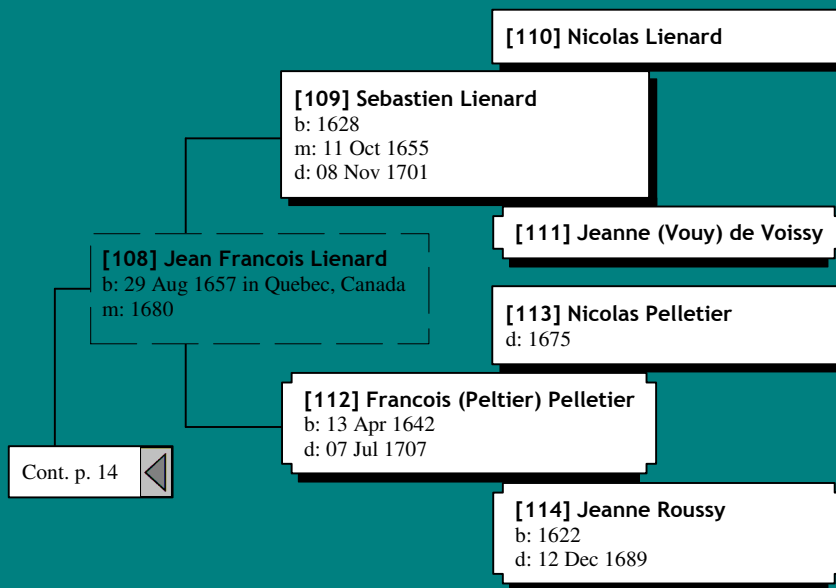 [110] Nicolas Lienard
[109] Sebastien Lienard
b: 1628
m: 11 Oct 1655
d: 08 Nov 1701
[111] Jeanne (Vouy) de Voissy
[108] Jean Francois Lienard
b: 29 Aug 1657 in Quebec, Canada
m: 1680
[113] Nicolas Pelletier
d: 1675
[112] Francois (Peltier) Pelletier
b: 13 Apr 1642
d: 07 Jul 1707
Cont. p. 14
[114] Jeanne Roussy
b: 1622
d: 12 Dec 1689